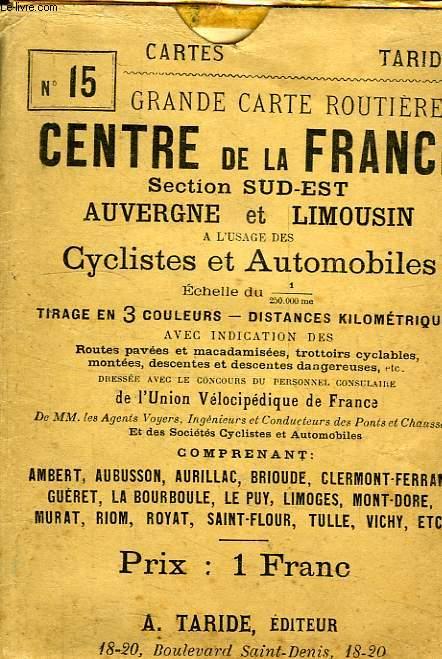 Le-livre.com
CARTES TARID
N° 15
GRANDE CARTE ROUTIÈRE
CENTRE DE LA FRANC
Section SUD-EST
AUVERGNE et LIMOUSIN
A L'USAGE DES
Cyclistes et Automobiles
Échelle du 1/250.000 me
TIRAGE EN 3 COULEURS — DISTANCES KILOMÉTRIQU
AVEC INDICATION DES
Routes pavées et macadamisées, trottoirs cyclables,
montées, descentes et descentes dangereuses, etc.
DRESSÉE AVEC LE CONCOURS DU PERSONNEL CONSULAIRE
de l'Union Vélocipédique de France
De MM. les Agents Voyers, Ingénieurs et Conducteurs des Ponts et Chaussé
Et des Sociétés Cyclistes et Automobiles
COMPRENANT:
AMBERT, AUBUSSON, AURILLAC, BRIOUDE, CLERMONT-FERRAN
GUÉRET, LA BOURBOULE, LE PUY, LIMOGES, MONT-DORE,
MURAT, RIOM, ROYAT, SAINT-FLOUR, TULLE, VICHY, ETC
Prix : 1 Franc
A. TARIDE, ÉDITEUR
18-20, Boulevard Saint-Denis, 18-20